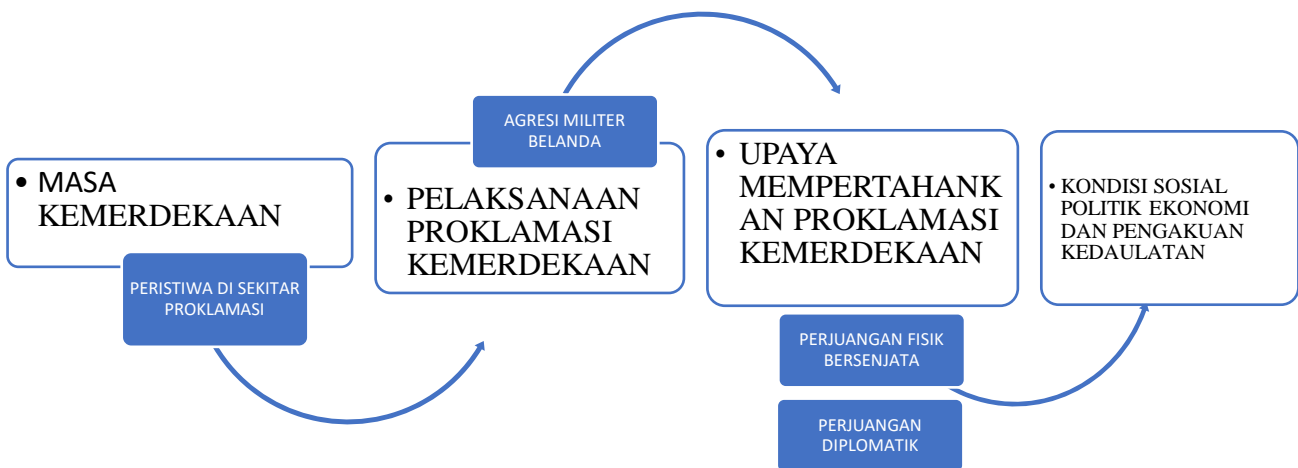 • MASA
KEMERDEKAAN
PERISTIWA DI SEKITAR
PROKLAMASI
AGRESI MILITER
BELANDA
• PELAKSANAAN
PROKLAMASI
KEMERDEKAAN
• UPAYA
MEMPERTAHANK
AN PROKLAMASI
KEMERDEKAAN
PERJUANGAN FISIK
BERSENJATA
PERJUANGAN
DIPLOMATIK
• KONDISI SOSIAL
POLITIK EKONOMI
DAN PENGAKUAN
KEDAULATAN